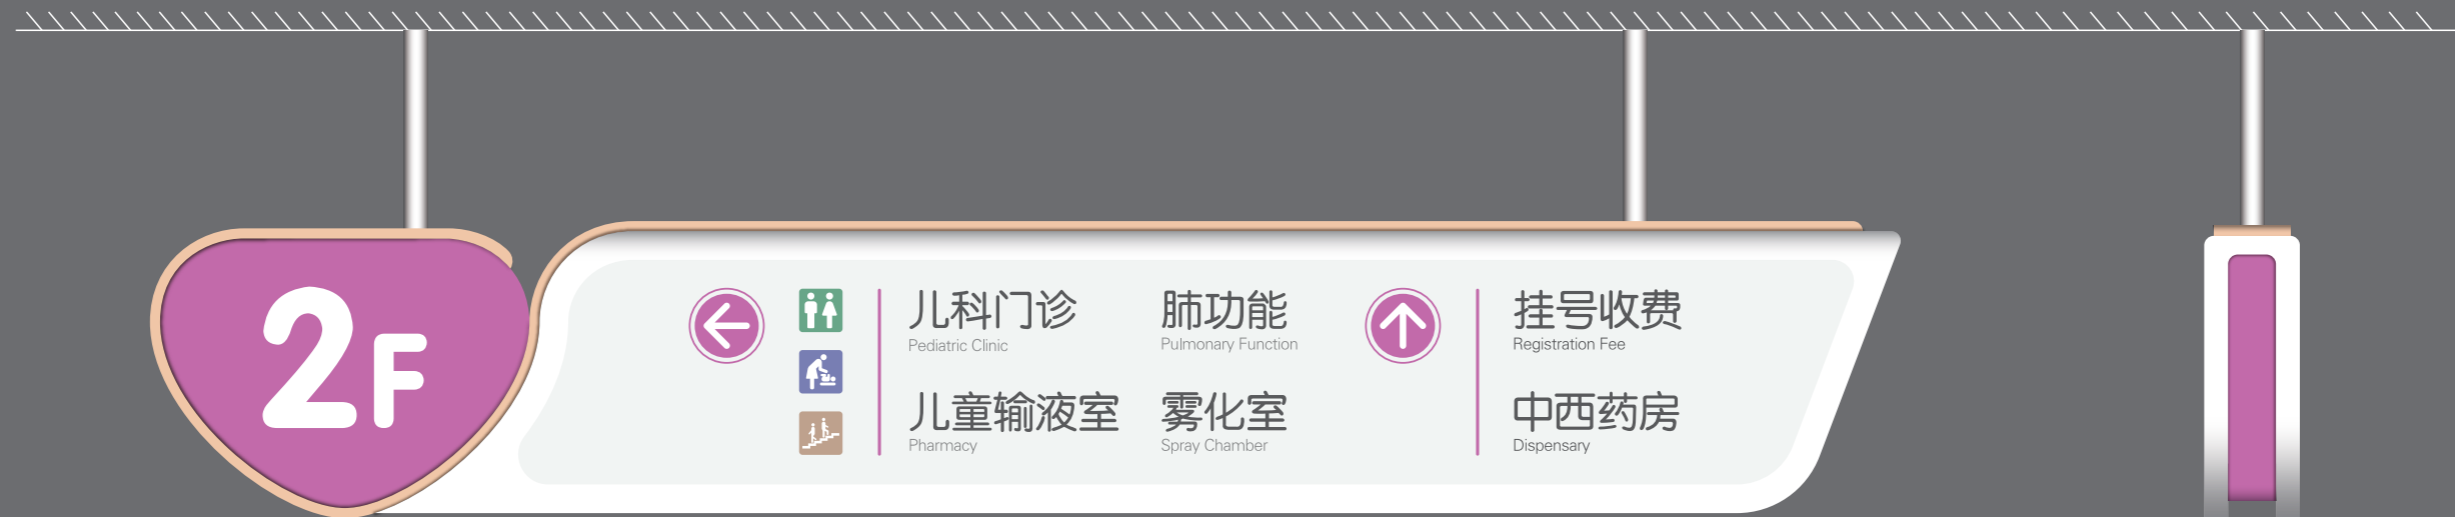 2F
儿科门诊
Pediatric Clinic
肺功能
Pulmonary Function
儿童输液室
Pharmacy
雾化室
Spray Chamber
挂号收费
Registration Fee
中西药房
Dispensary